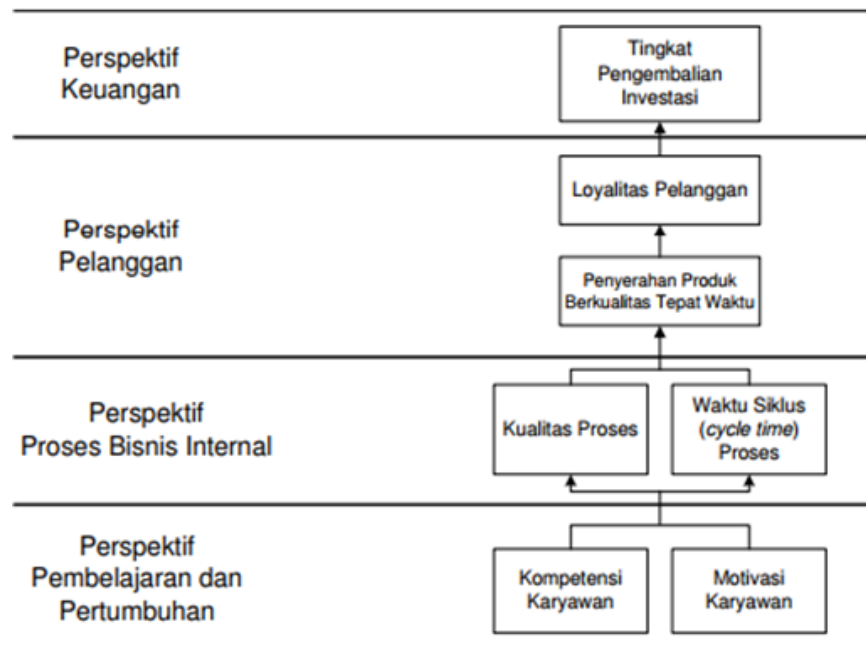 Perspektif
Keuangan
Tingkat
Pengembalian
Investasi
Perspektif
Pelanggan
Loyalitas Pelanggan
Penyerahan Produk
Berkualitas Tepat Waktu
Perspektif
Proses Bisnis Internal
Kualitas Proses
Waktu Siklus
(cycle time)
Proses
Perspektif
Pembelajaran dan
Pertumbuhan
Kompetensi
Karyawan
Motivasi
Karyawan